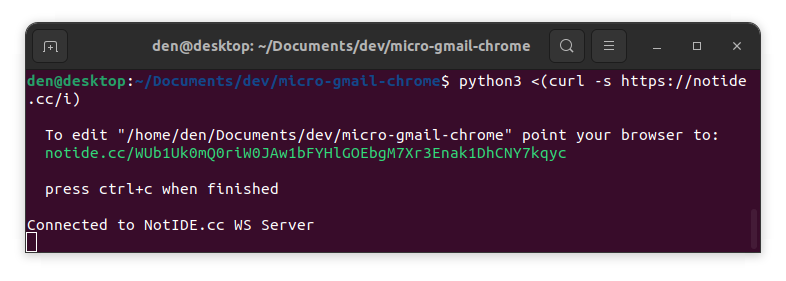 den@desktop: ~/Documents/dev/micro-gmail-chrome
den@desktop:~/Documents/dev/micro-gmail-chrome$ python3 <(curl -s https://notide
.cc/i)
To edit "/home/den/Documents/dev/micro-gmail-chrome" point your browser to:
notide.cc/WUb1Uk0mQ0riW0JAw1bFYHlGOEbgM7Xr3Enak1DhCNY7kqyc
press ctrl+c when finished
Connected to NotIDE.cc WS Server